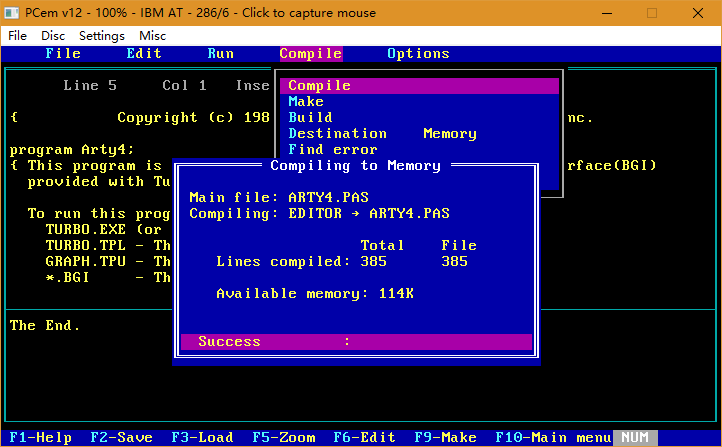 PCem v12 - 100% - IBM AT - 286/6 - Click to capture mouse
File Disc Settings Misc
File Edit Run Compile Options
Line 5 Col 1 Inse
Compile
Make
{ Copyright (c) 198 Build nc.
Destination Memory
program Arty4; Find error
{ This program is rface(BGI)
Compiling to Memory
provided with Tu
Main file: ARTY4.PAS
To run this prog Compiling: EDITOR → ARTY4.PAS
TURBO.EXE (or
TURBO.TPL - Th Total File
GRAPH.TPU - Th Lines compiled: 385 385
*.BGI - Th
Available memory: 114K
The End.
Success :
F1-Help F2-Save F3-Load F5-Zoom F6-Edit F9-Make F10-Main menu NUM